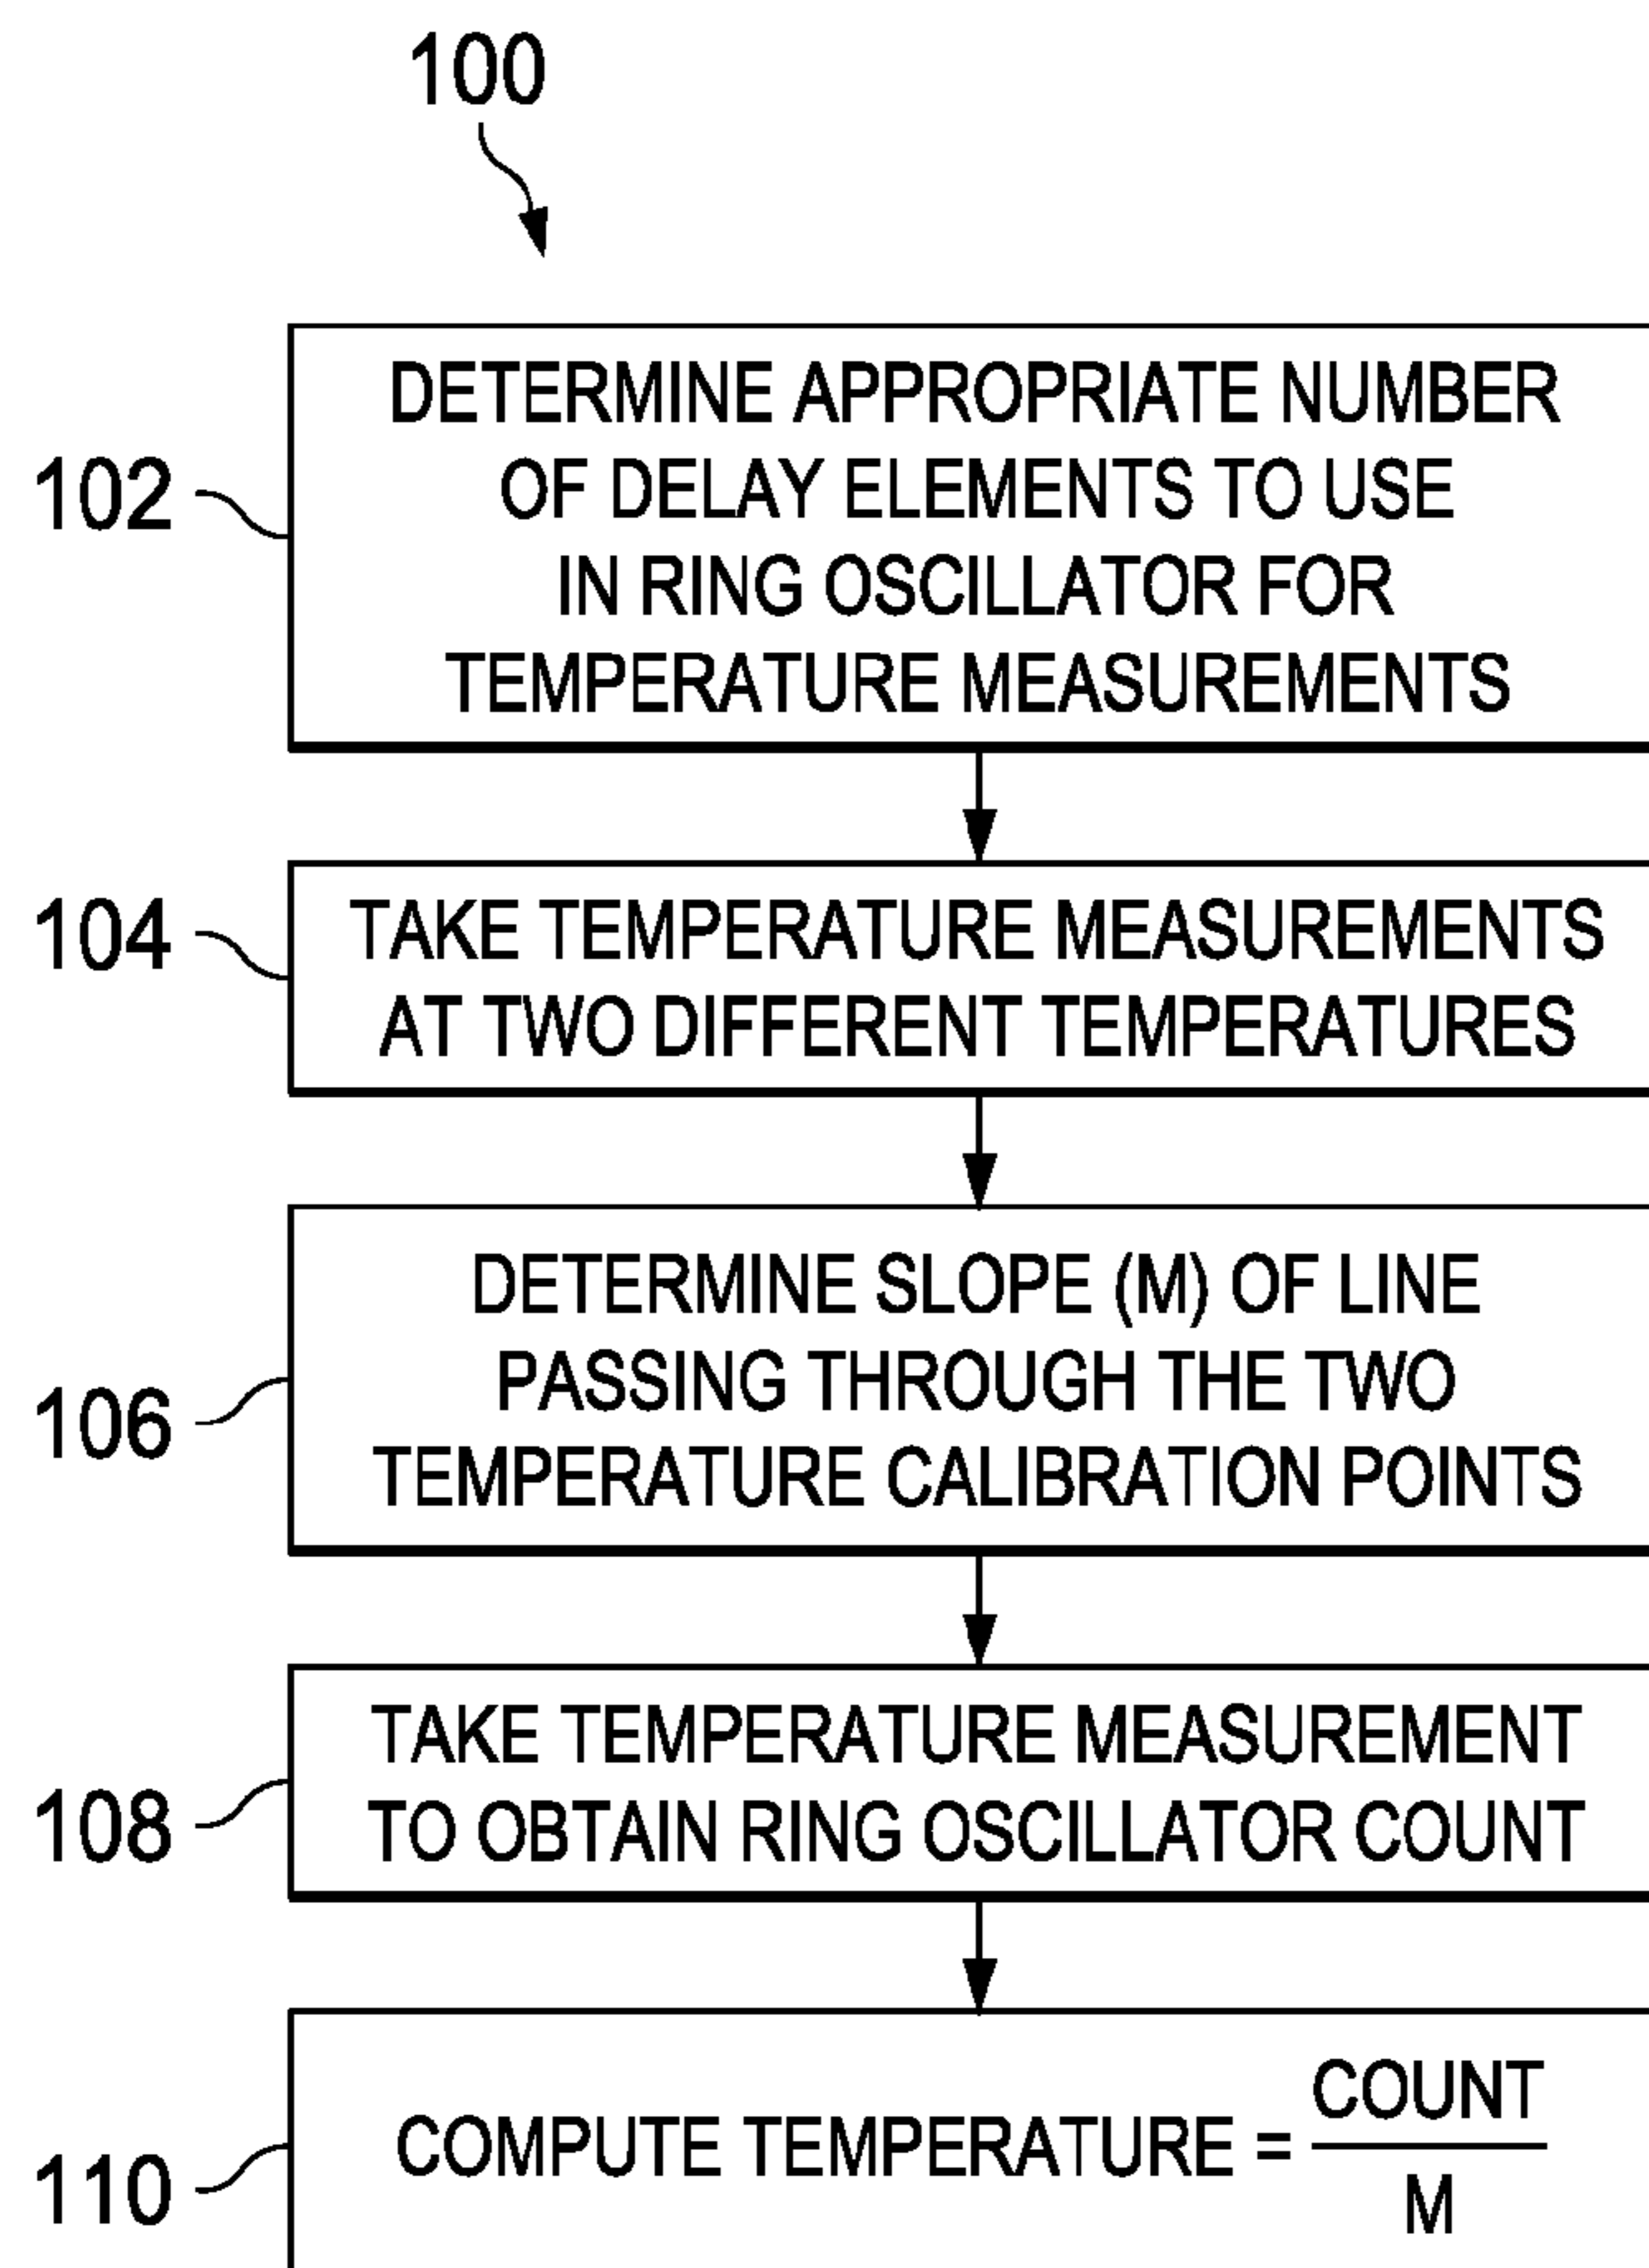 100
102
DETERMINE APPROPRIATE NUMBER
OF DELAY ELEMENTS TO USE
IN RING OSCILLATOR FOR
TEMPERATURE MEASUREMENTS
104
TAKE TEMPERATURE MEASUREMENTS
AT TWO DIFFERENT TEMPERATURES
106
DETERMINE SLOPE (M) OF LINE
PASSING THROUGH THE TWO
TEMPERATURE CALIBRATION POINTS
108
TAKE TEMPERATURE MEASUREMENT
TO OBTAIN RING OSCILLATOR COUNT
110
COMPUTE TEMPERATURE = COUNT
M